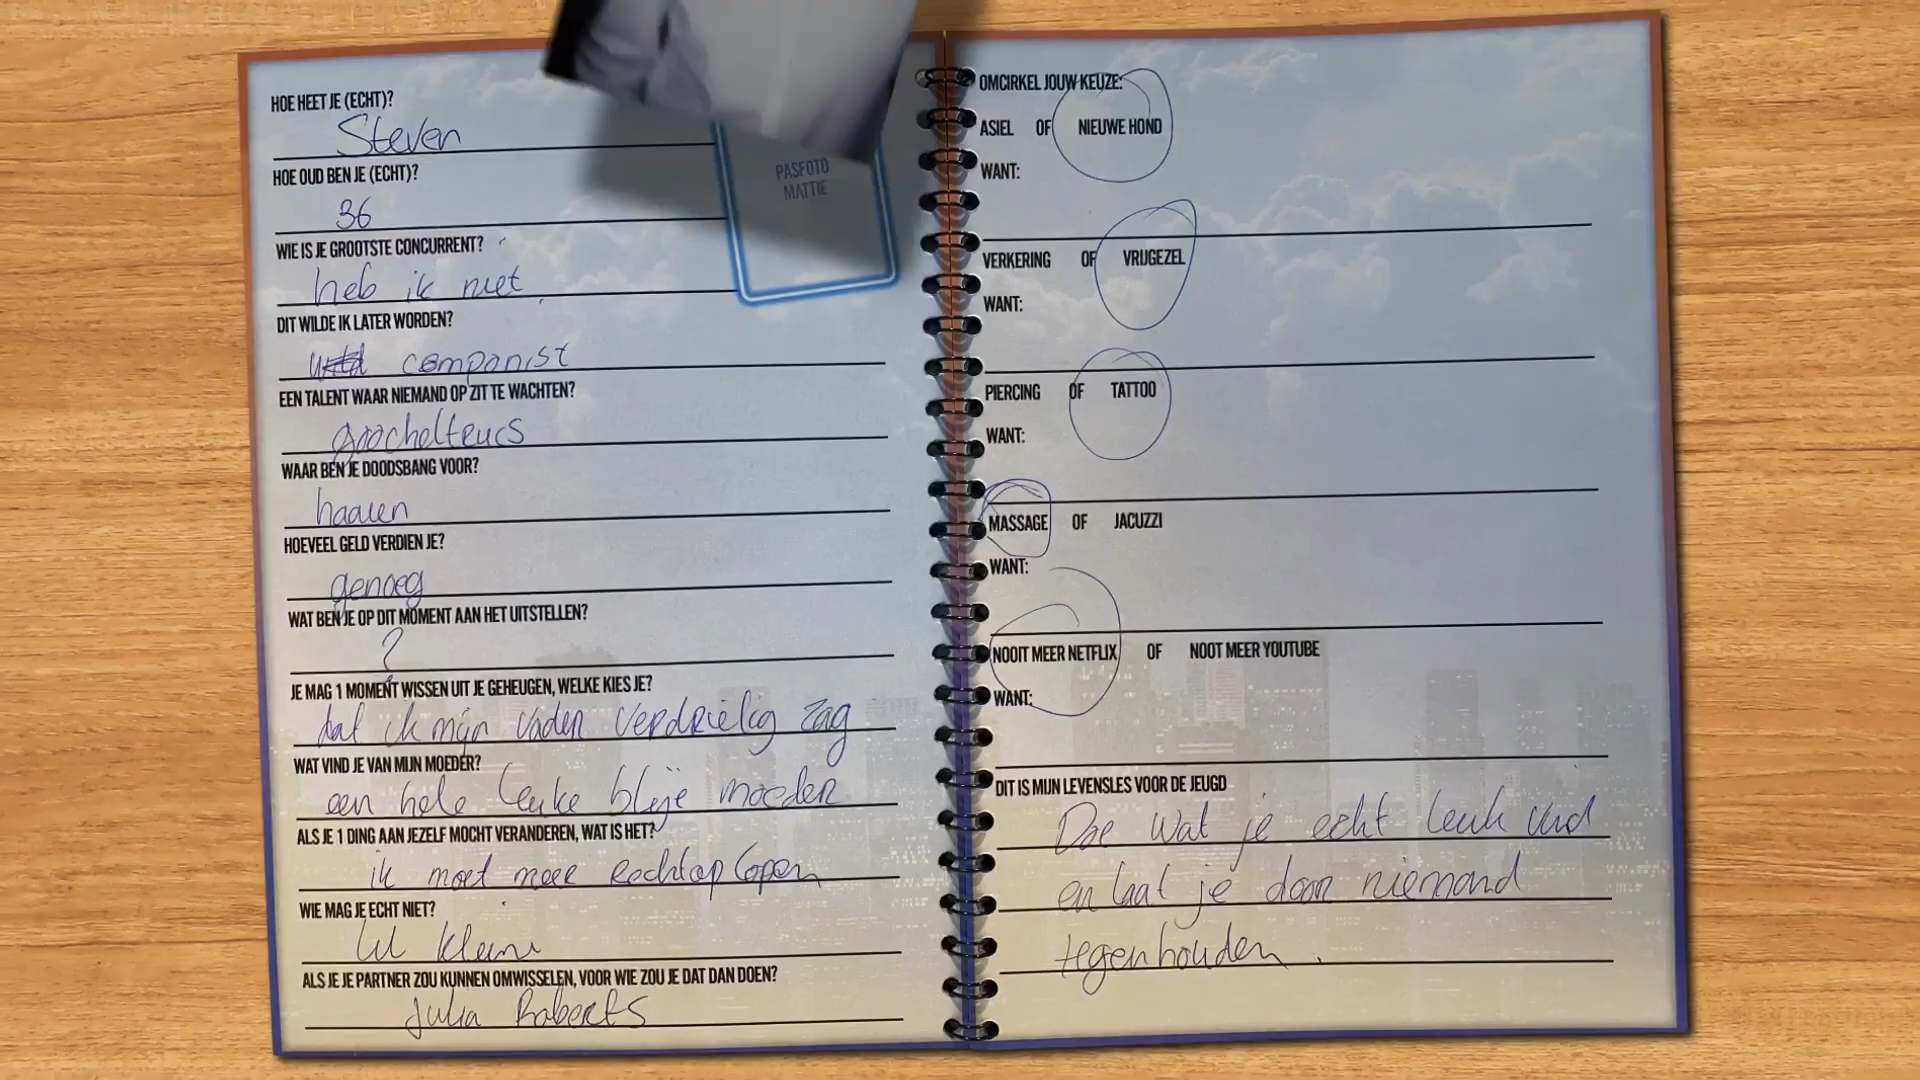 HOE HEET JE (ECHT)?
Steven
HOE OUD BEN JE (ECHT)?
36
WIE IS JE GROOTSTE CONCURRENT?
heb ik niet
DIT WILDE IK LATER WORDEN?
componist
EEN TALENT WAAR NIEMAND OP ZIT TE WACHTEN?
goocheltrucs
WAAR BEN JE DOODSBANG VOOR?
haaien
HOEVEEL GELD VERDIEN JE?
genoeg
WAT BEN JE OP DIT MOMENT AAN HET UITSTELLEN?
?
JE MAG 1 MOMENT WISSEN UIT JE GEHEUGEN, WELKE KIES JE?
dat ik mijn vader verdrietig zag
WAT VIND JE VAN MIJN MOEDER?
een hele leuke blije moeder
ALS JE 1 DING AAN JEZELF MOCHT VERANDEREN, WAT IS HET?
ik moet meer rechtop lopen
WIE MAG JE ECHT NIET?
Lil Kleine
ALS JE JE PARTNER ZOU KUNNEN OMWISSELEN, VOOR WIE ZOU JE DAT DAN DOEN?
Julia Roberts
PASFOTO
MATTIE
OMCIRKEL JOUW KEUZE:
ASIEL OF NIEUWE HOND
WANT:
VERKERING OF VRIJGEZEL
WANT:
PIERCING OF TATTOO
WANT:
MASSAGE OF JACUZZI
WANT:
NOOIT MEER NETFLIX OF NOOT MEER YOUTUBE
WANT:
DIT IS MIJN LEVENSLES VOOR DE JEUGD
Doe wat je echt leuk vind
en laat je door niemand
tegenhouden.